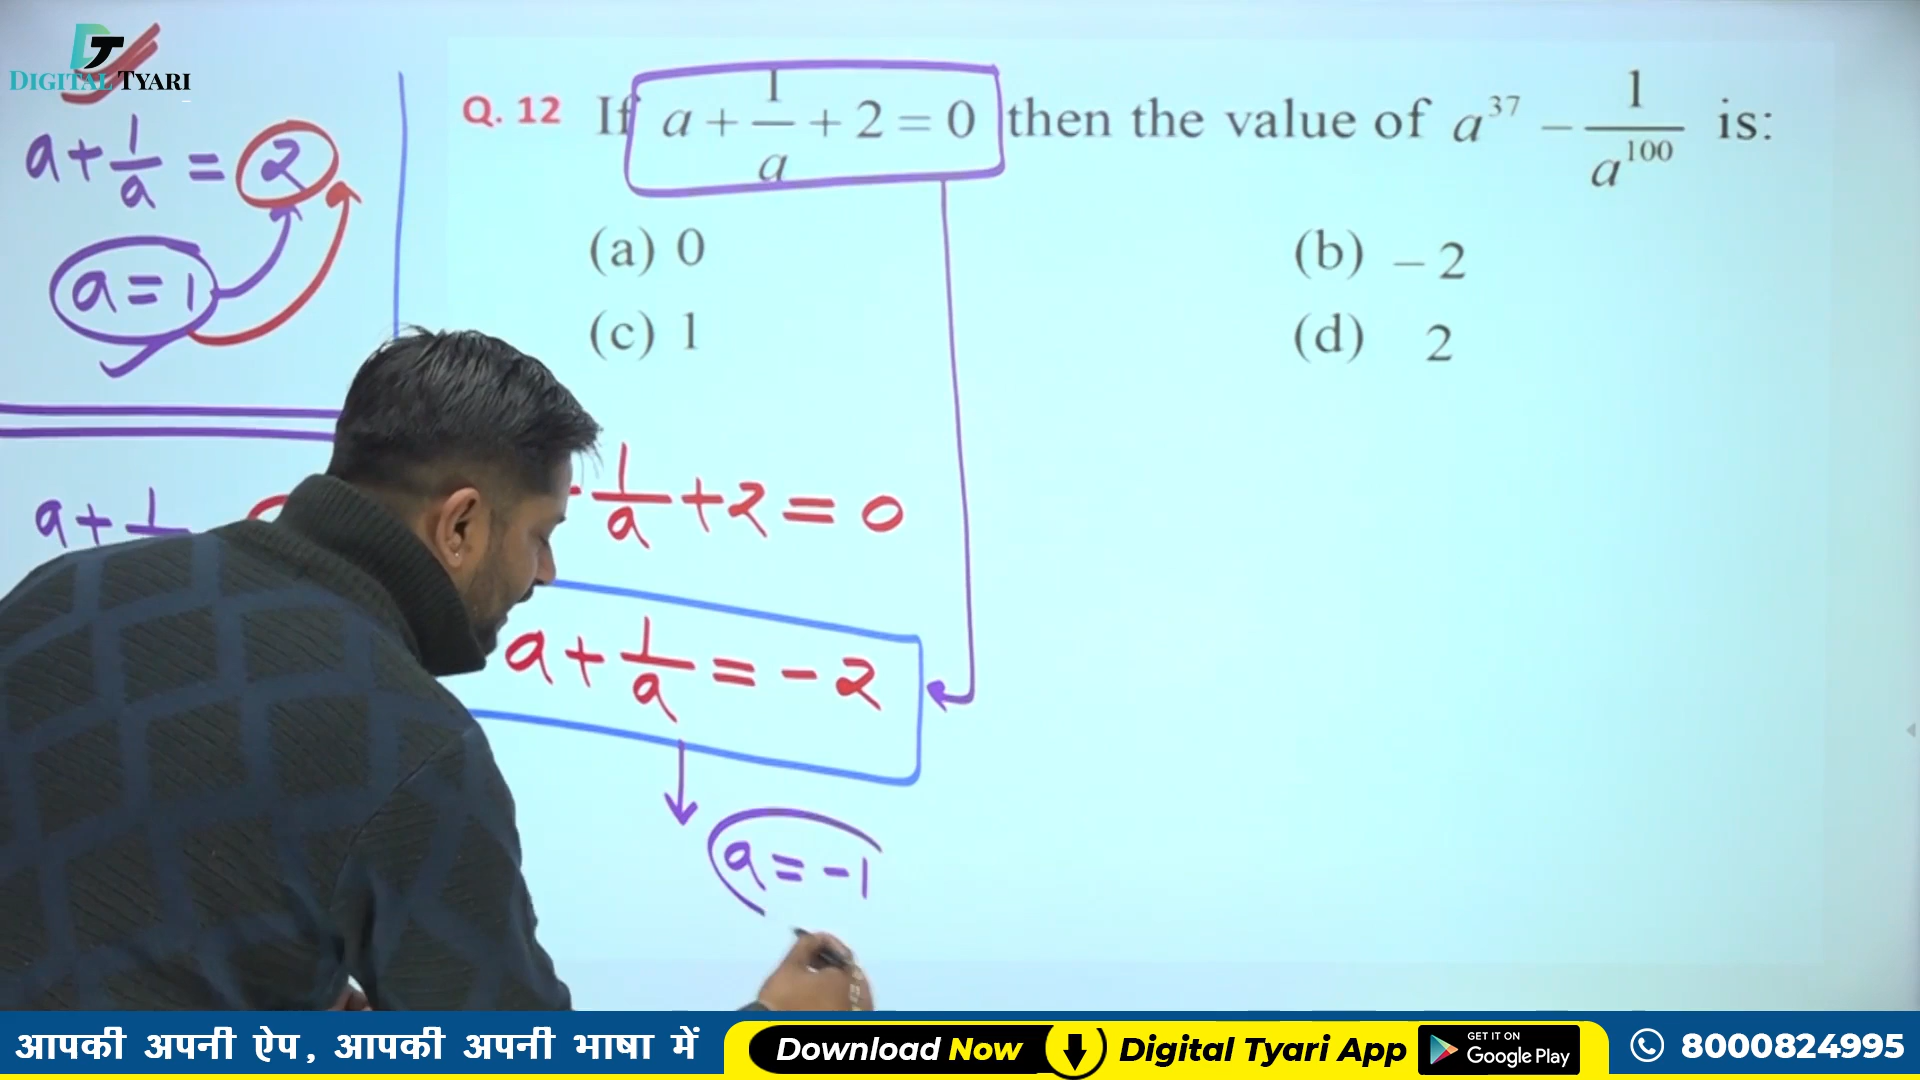 DT
DIGITAL TYARI
Q. 12 If a + 1/a + 2 = 0 then the value of a^37 − 1/a^100 is:
(a) 0
(b) – 2
(c) 1
(d) 2
a + 1/a = 2
a = 1
a + 1
1/a + 2 = 0
a + 1/a = - 2
a = -1
आपकी अपनी ऐप, आपकी अपनी भाषा में
Download Now
Digital Tyari App
GET IT ON
Google Play
8000824995